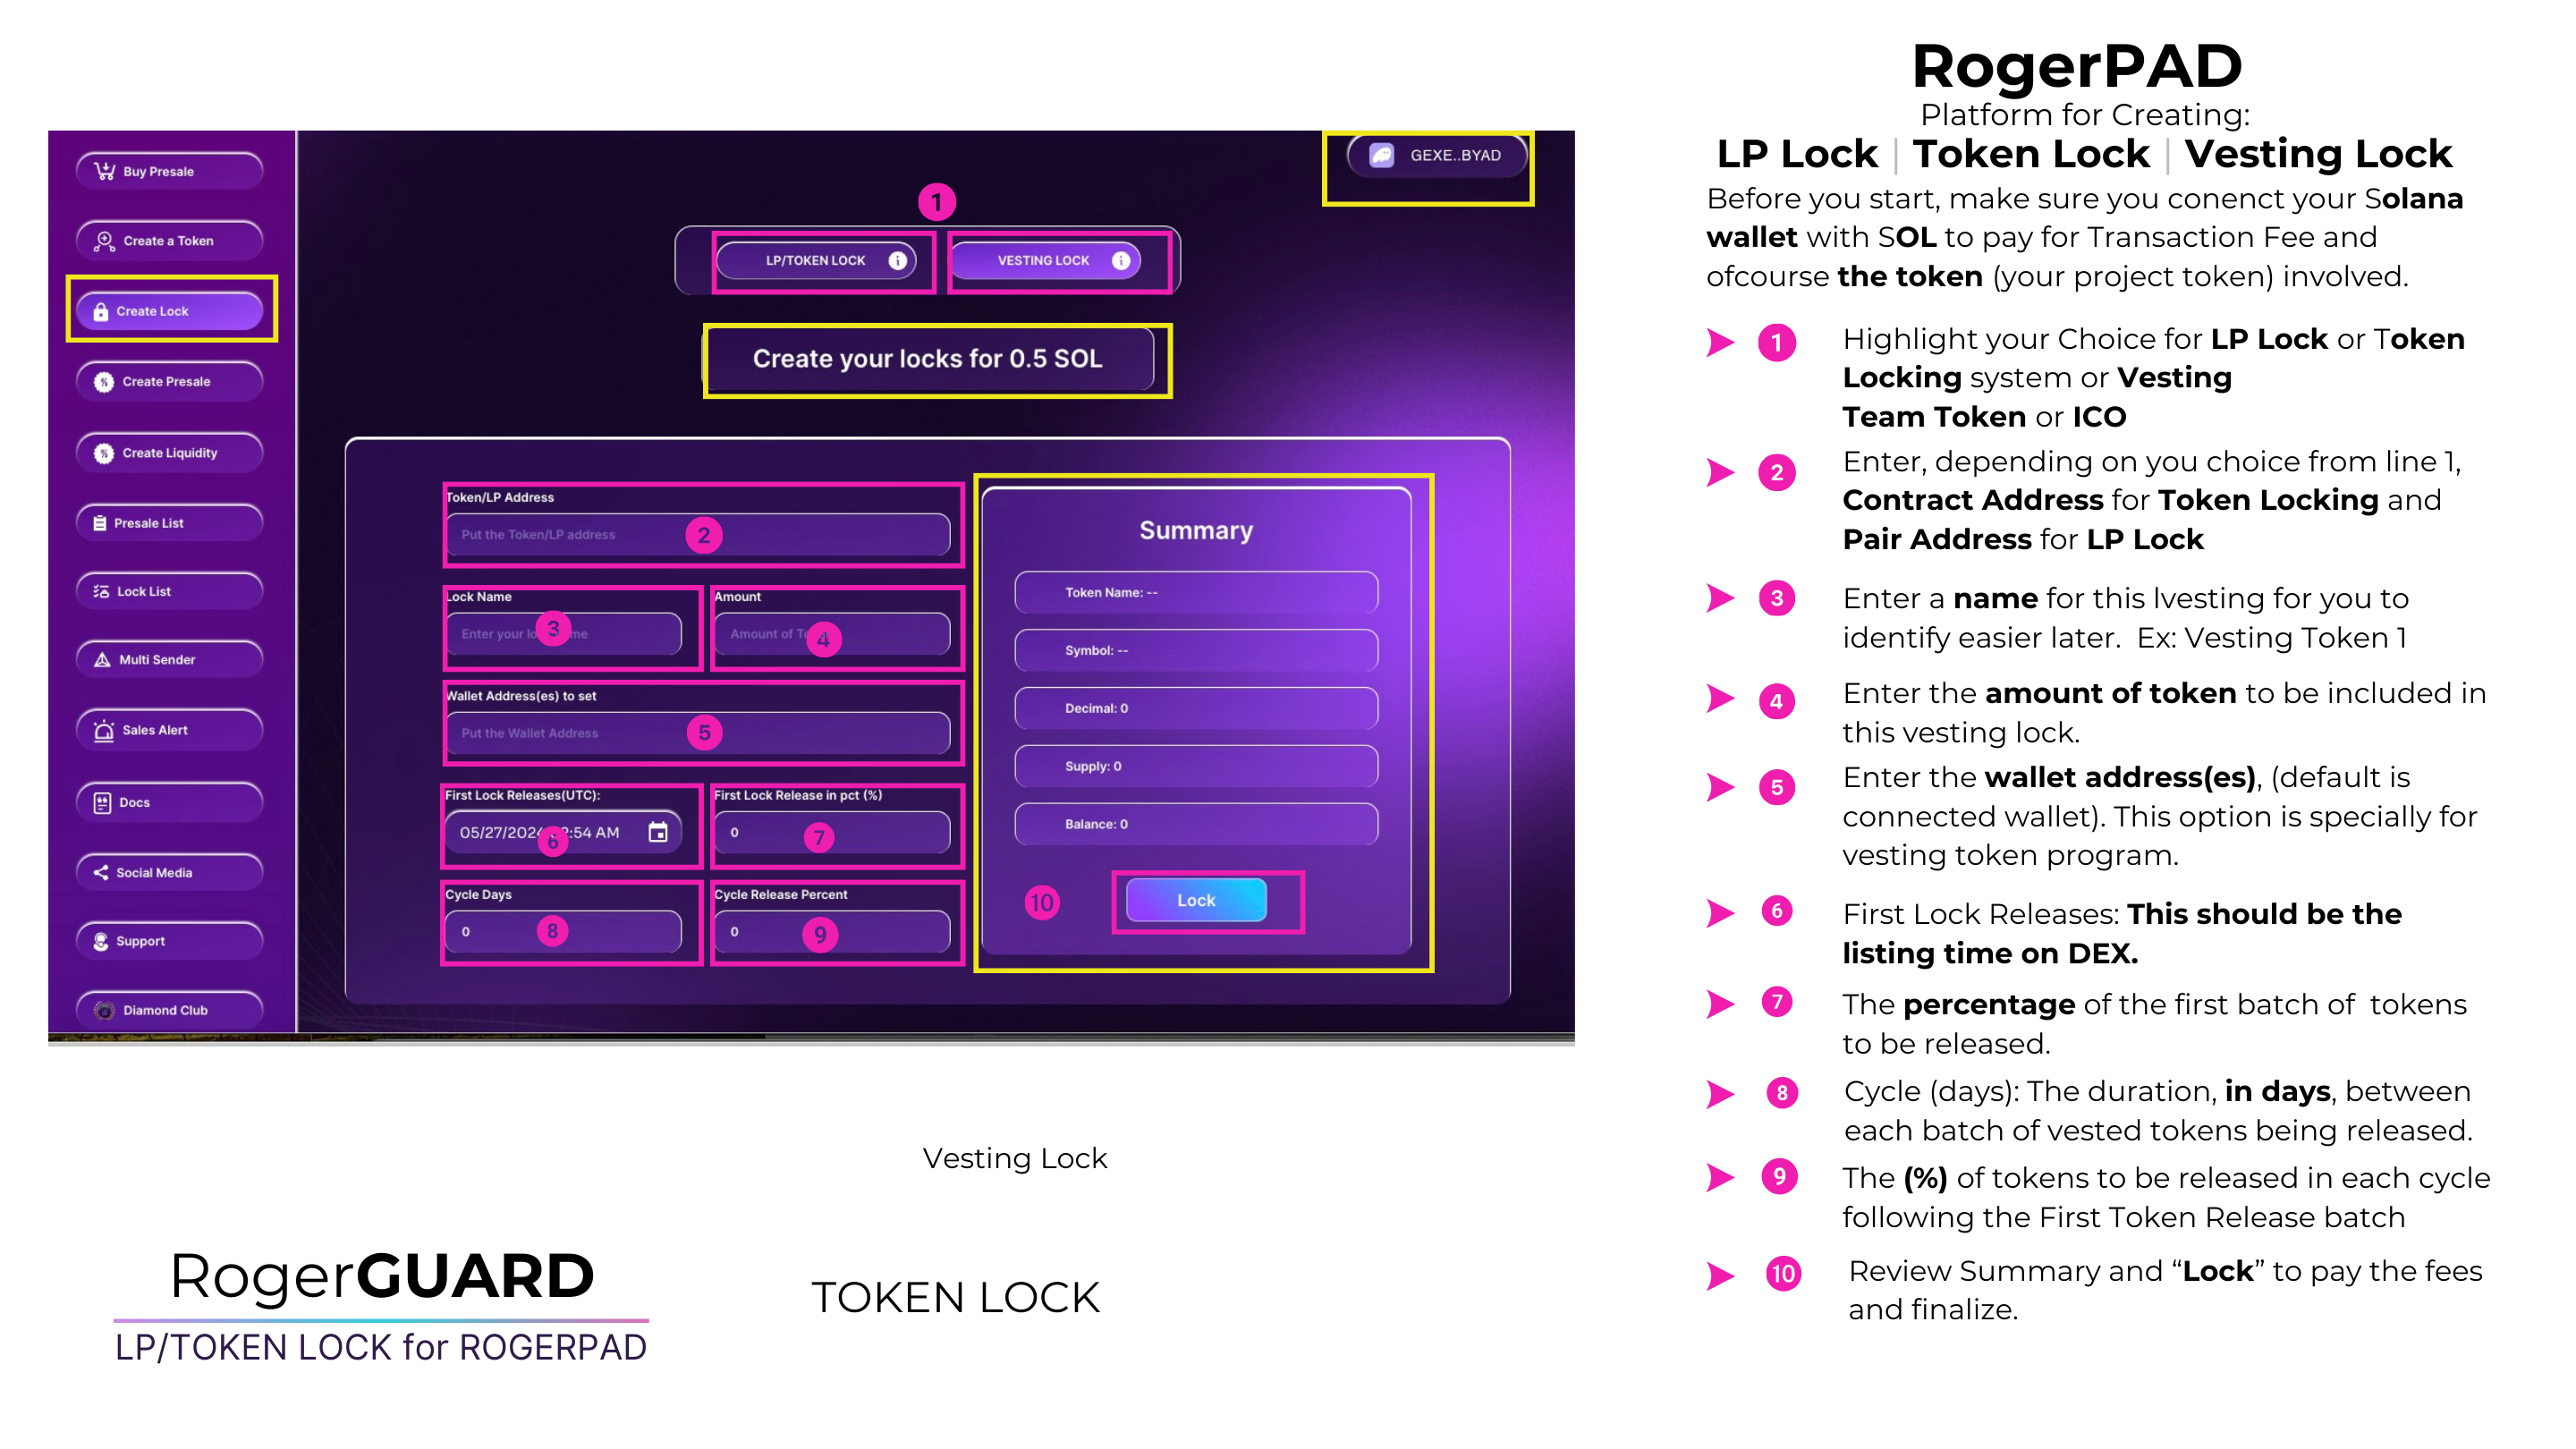 RogerPAD
Platform for Creating:
LP Lock | Token Lock | Vesting Lock
Before you start, make sure you conenct your Solana
wallet with SOL to pay for Transaction Fee and
ofcourse the token (your project token) involved.
1 Highlight your Choice for LP Lock or Token
Locking system or Vesting
Team Token or ICO
2 Enter, depending on you choice from line 1,
Contract Address for Token Locking and
Pair Address for LP Lock
3 Enter a name for this lvesting for you to
identify easier later. Ex: Vesting Token 1
4 Enter the amount of token to be included in
this vesting lock.
5 Enter the wallet address(es), (default is
connected wallet). This option is specially for
vesting token program.
6 First Lock Releases: This should be the
listing time on DEX.
7 The percentage of the first batch of tokens
to be released.
8 Cycle (days): The duration, in days, between
each batch of vested tokens being released.
9 The (%) of tokens to be released in each cycle
following the First Token Release batch
10 Review Summary and “Lock” to pay the fees
and finalize.
Buy Presale
Create a Token
Create Lock
Create Presale
Create Liquidity
Presale List
Lock List
Multi Sender
Sales Alert
Docs
Social Media
Support
Diamond Club
GEXE..BYAD
1
LP/TOKEN LOCK
VESTING LOCK
Create your locks for 0.5 SOL
Token/LP Address
Put the Token/LP address 2
Lock Name
Enter your 3
Amount
Amount of 4
Wallet Address(es) to set
Put the Wallet Address 5
First Lock Releases(UTC):
05/27/2024 :54 AM 6
First Lock Release in pct (%)
0 7
Cycle Days
0 8
Cycle Release Percent
0 9
Summary
Token Name: --
Symbol: --
Decimal: 0
Supply: 0
Balance: 0
10 Lock
Vesting Lock
RogerGUARD
LP/TOKEN LOCK for ROGERPAD
TOKEN LOCK